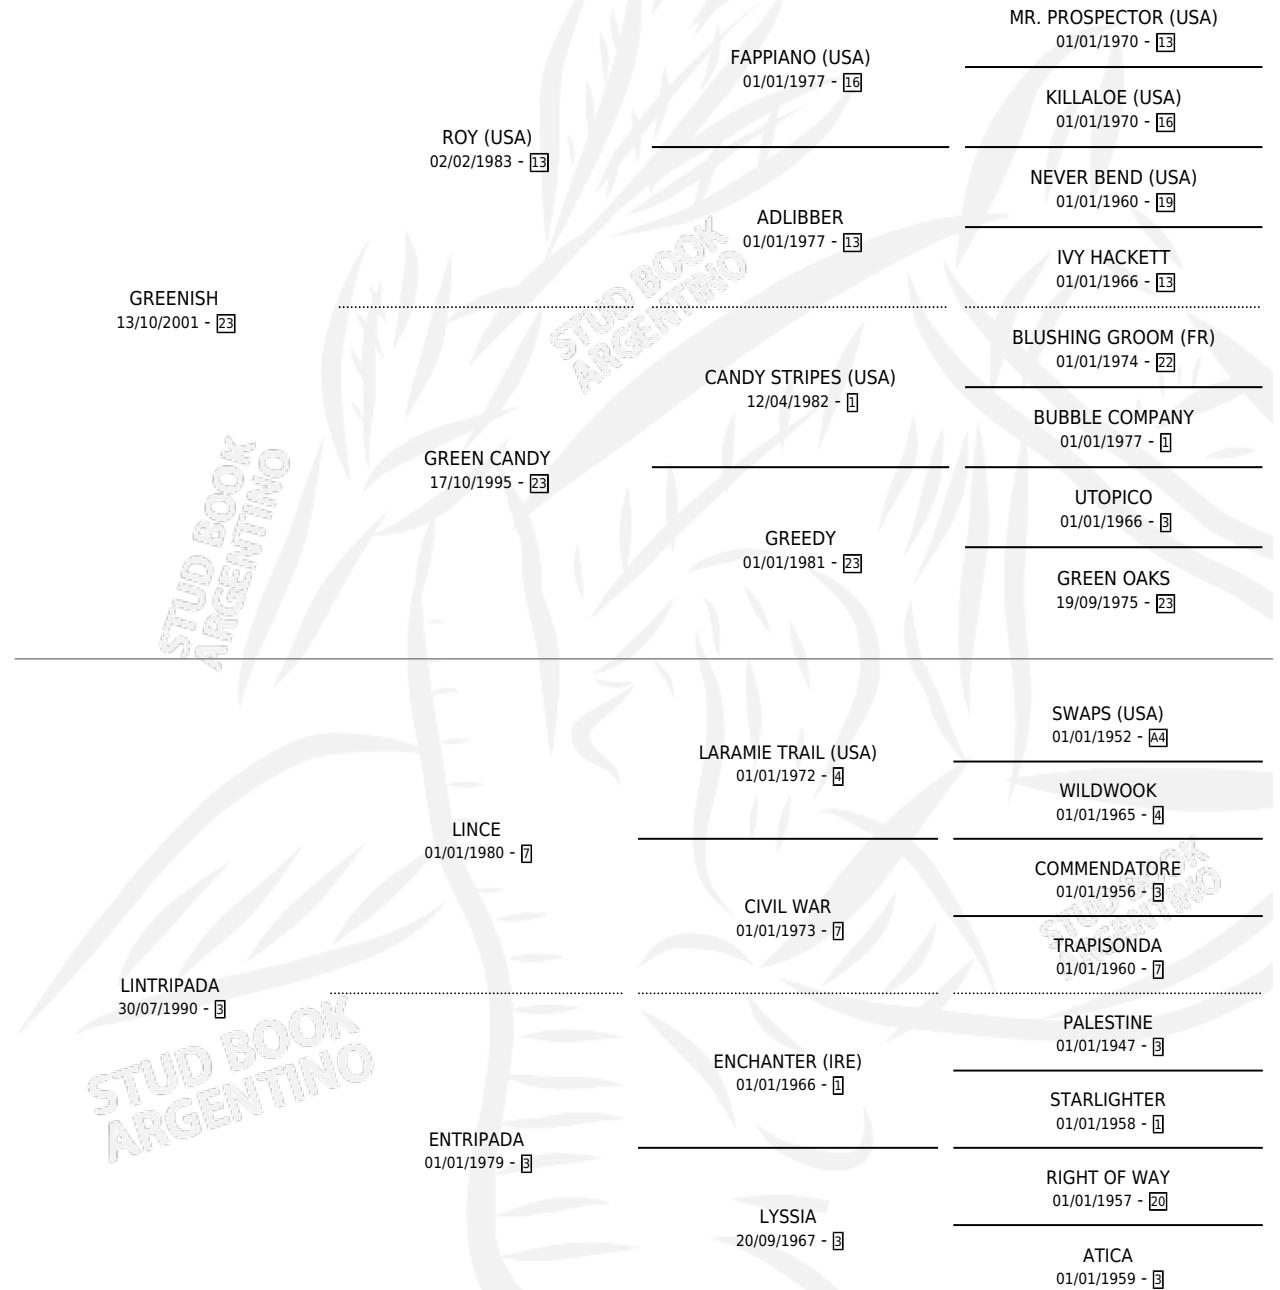 MR. PROSPECTOR (USA)
01/01/1970 - 13
FAPPIANO (USA)
01/01/1977 - 16
KILLALOE (USA)
01/01/1970 - 16
ROY (USA)
02/02/1983 - 13
NEVER BEND (USA)
01/01/1960 - 19
ADLIBBER
01/01/1977 - 13
IVY HACKETT
01/01/1966 - 13
GREENISH
13/10/2001 - 23
STUD BOOK
ARGENTINO
BLUSHING GROOM (FR)
01/01/1974 - 22
CANDY STRIPES (USA)
12/04/1982 - 1
BUBBLE COMPANY
01/01/1977 - 1
GREEN CANDY
17/10/1995 - 23
UTOPICO
01/01/1966 - 3
GREEDY
01/01/1981 - 23
GREEN OAKS
19/09/1975 - 23
STUD BOOK
ARGENTINO
SWAPS (USA)
01/01/1952 - A4
LARAMIE TRAIL (USA)
01/01/1972 - 4
WILDWOOK
01/01/1965 - 4
LINCE
01/01/1980 - 7
COMMENDATORE
01/01/1956 - 3
CIVIL WAR
01/01/1973 - 7
STUD BOOK
ARGENTINO
TRAPISONDA
01/01/1960 - 7
LINTRIPADA
30/07/1990 - 3
PALESTINE
01/01/1947 - 3
ENCHANTER (IRE)
01/01/1966 - 1
STUD BOOK
ARGENTINO
STARLIGHTER
01/01/1958 - 1
ENTRIPADA
01/01/1979 - 3
RIGHT OF WAY
01/01/1957 - 20
LYSSIA
20/09/1967 - 3
ATICA
01/01/1959 - 3